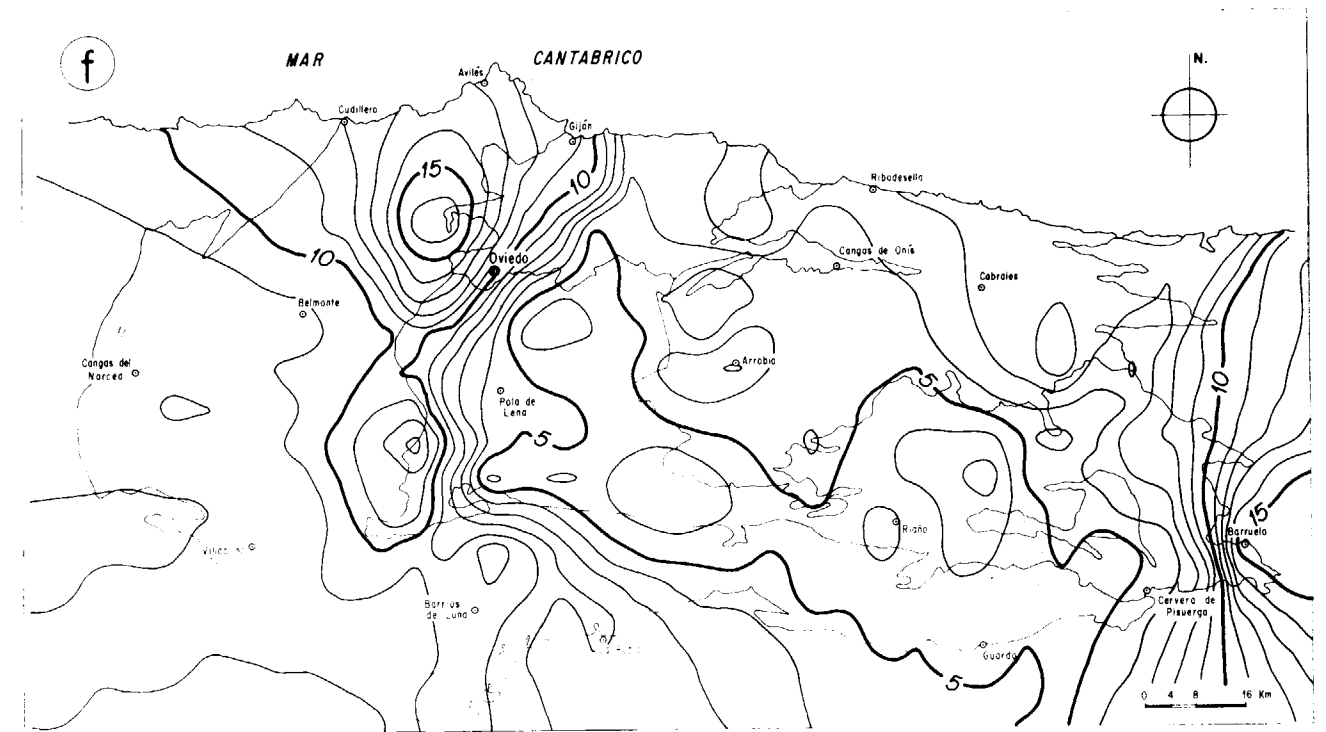 f
MAR
CANTABRICO
N.
Avilés
Cudillero
Gijón
15
10
Ribadesella
Oviedo
10
Cangas de Onís
Cabrales
Belmonte
Cangas del
Narcea
Arrobio
5
10
Pola de
Lena
5
15
Riaño
Barruelo
Barrios
de Luna
Cervera de
Pisuerga
Guardo
5
0 4 8 16 Km